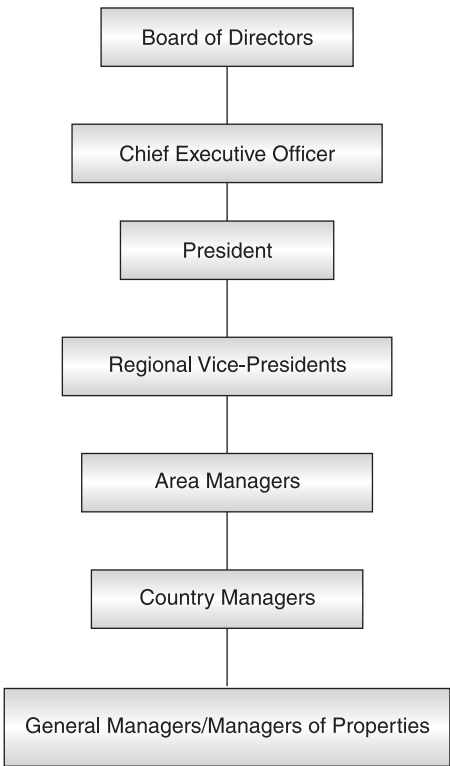 Board of Directors
Chief Executive Officer
President
Regional Vice-Presidents
Area Managers
Country Managers
General Managers/Managers of Properties